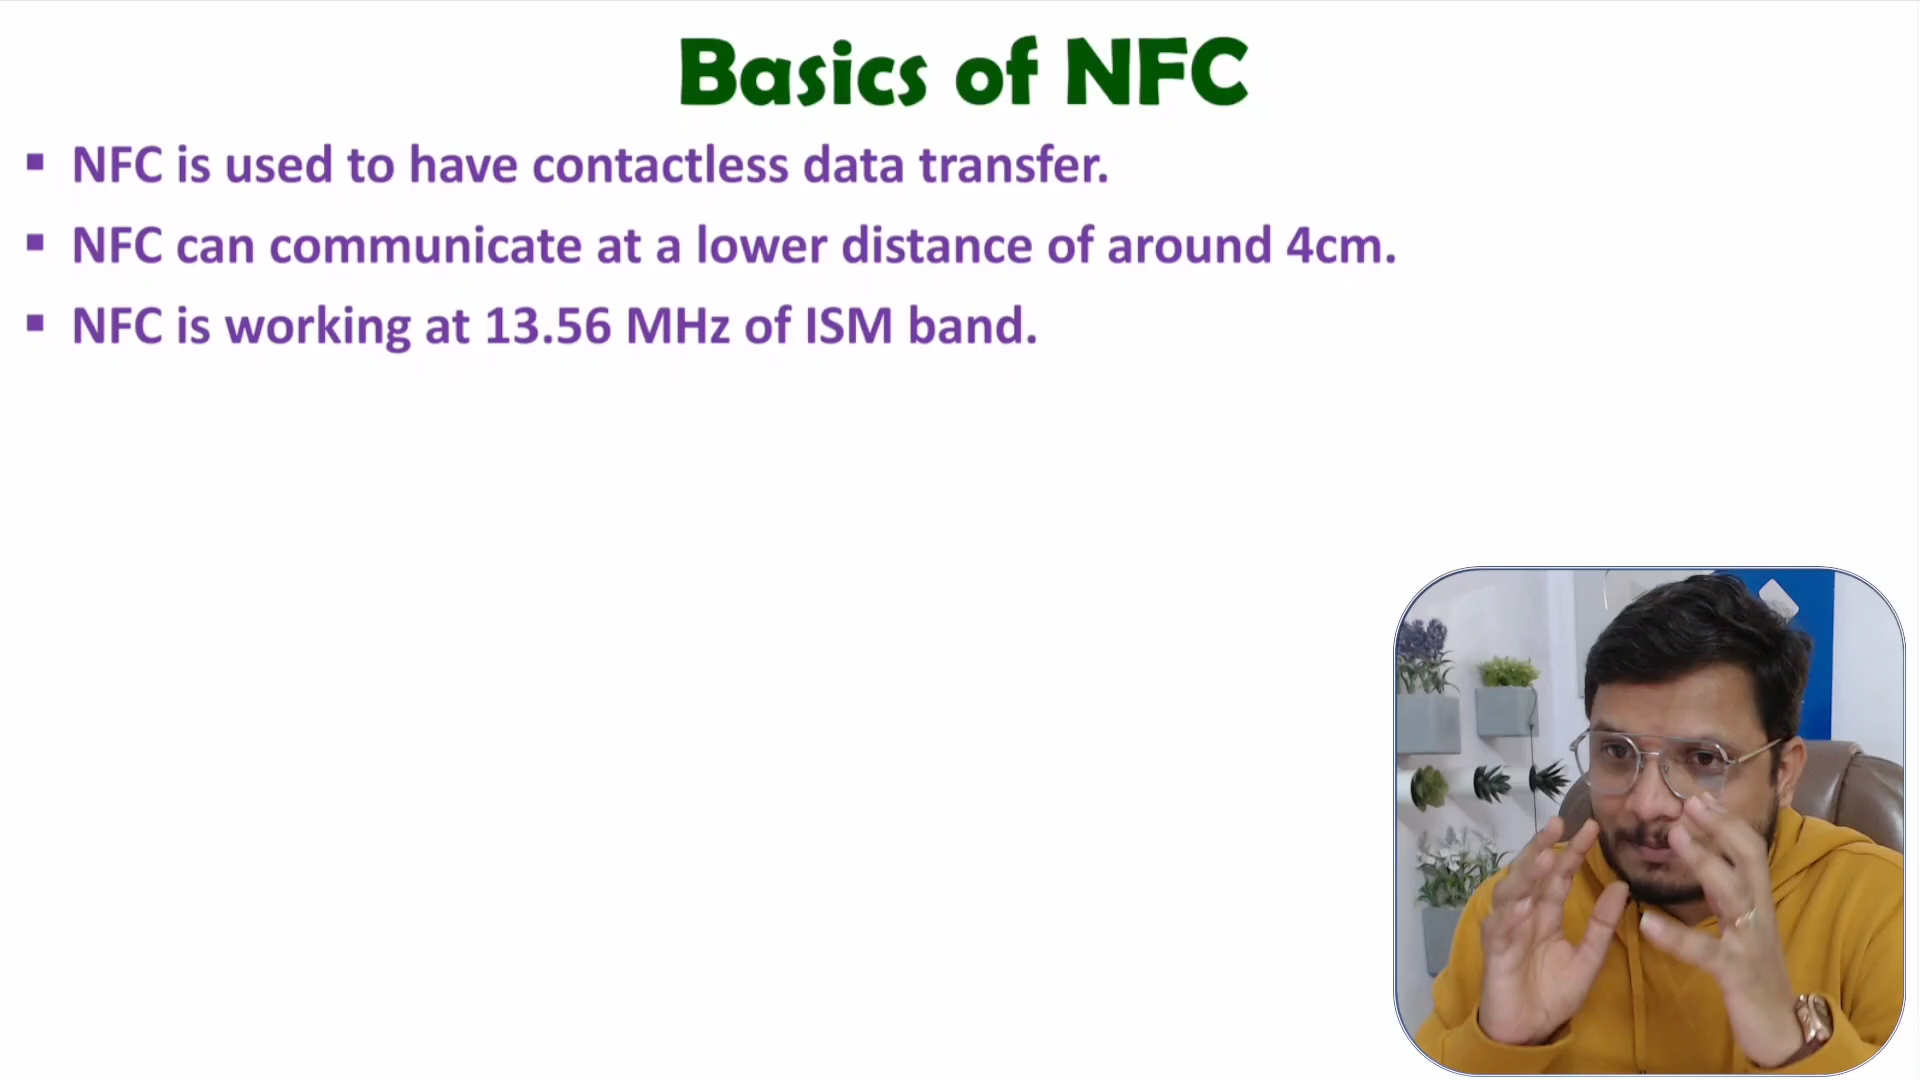 Basics of NFC
▪ NFC is used to have contactless data transfer.
▪ NFC can communicate at a lower distance of around 4cm.
▪ NFC is working at 13.56 MHz of ISM band.